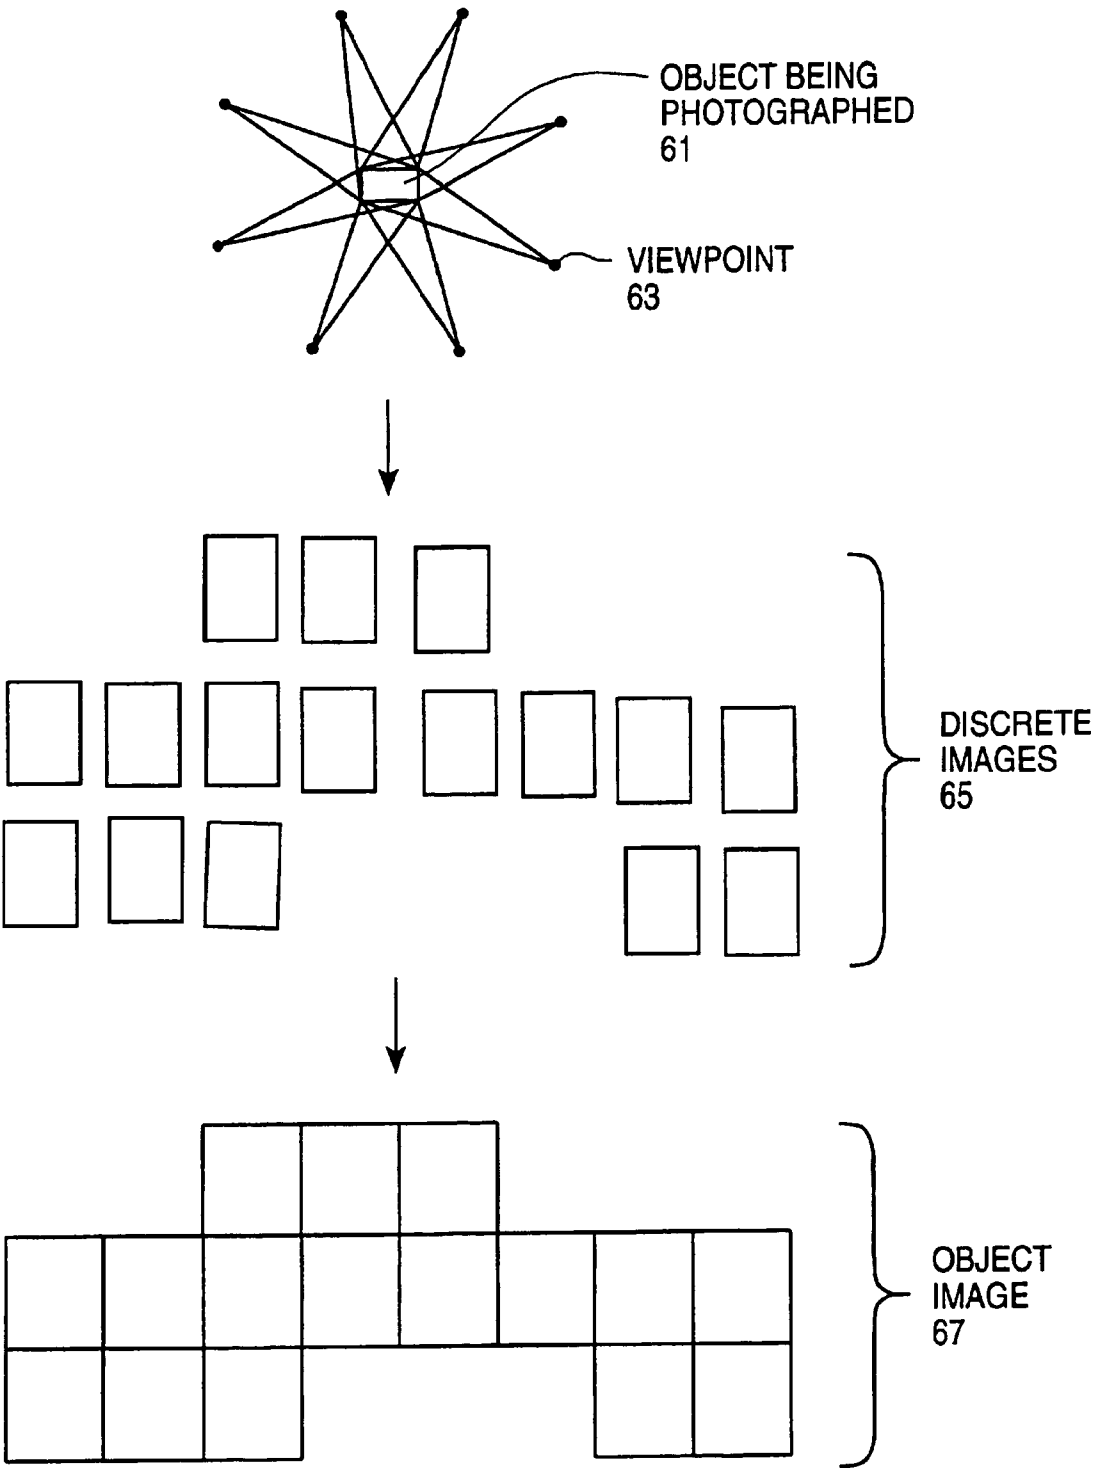 OBJECT BEING
PHOTOGRAPHED
61
VIEWPOINT
63
DISCRETE
IMAGES
65
OBJECT
IMAGE
67